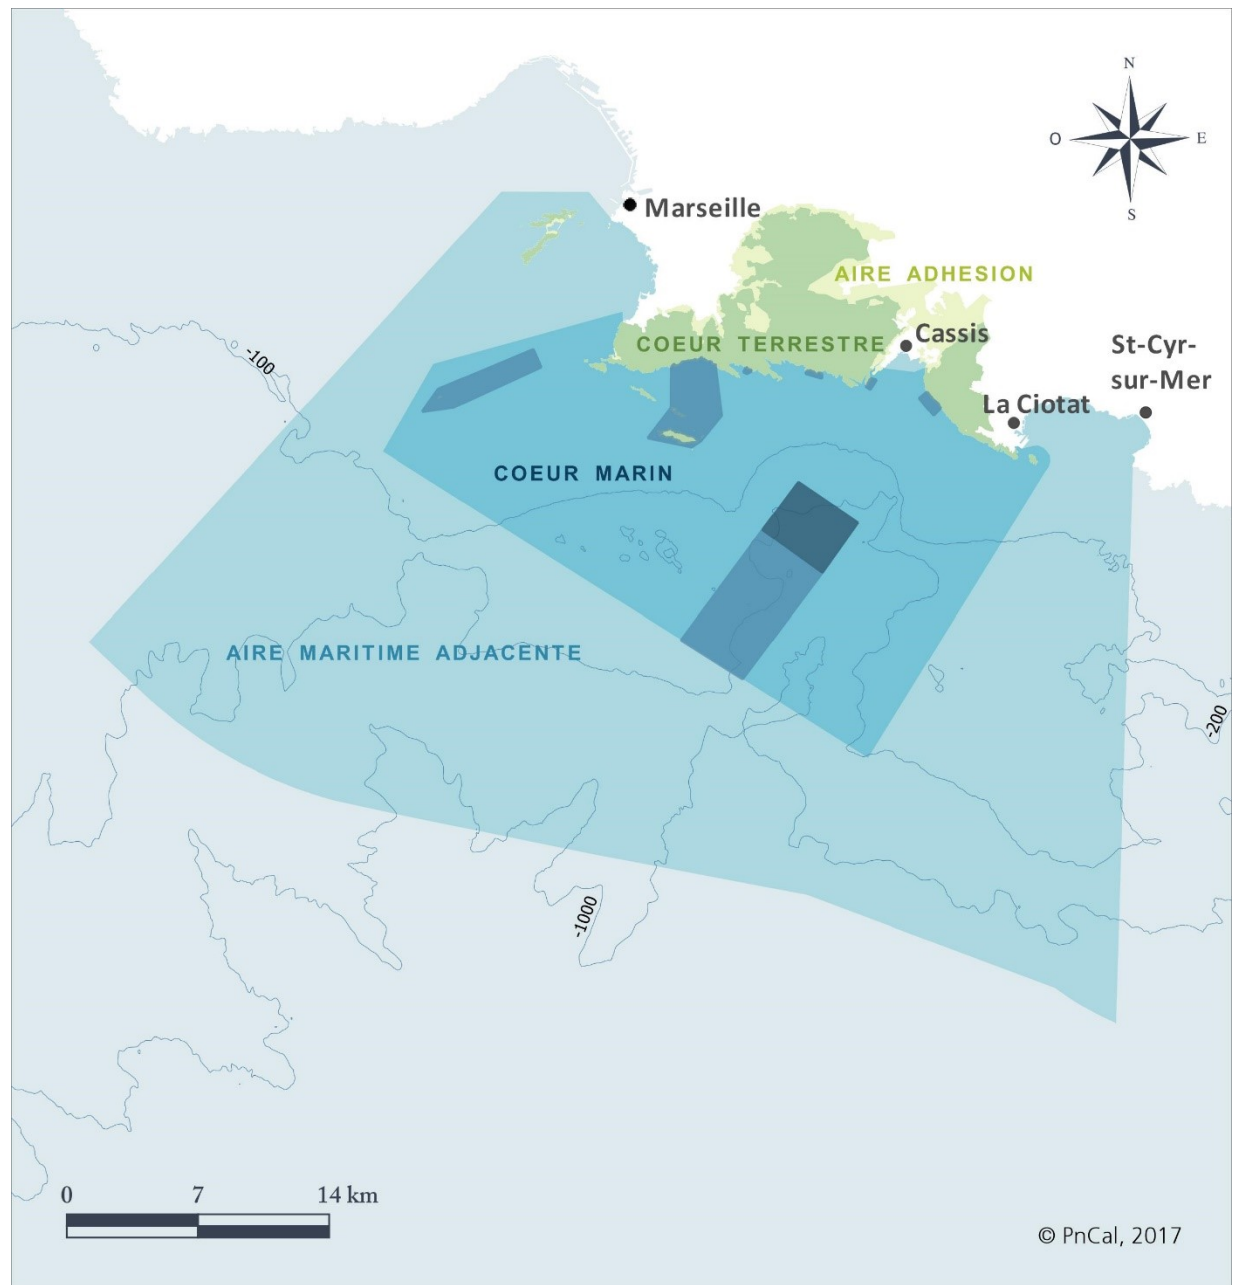 N
O
E
S
Marseille
AIRE ADHESION
Cassis
COEUR TERRESTRE
St-Cyr-
sur-Mer
-100
La Ciotat
COEUR MARIN
AIRE MARITIME ADJACENTE
-200
-1000
0 7 14 km
© PnCal, 2017